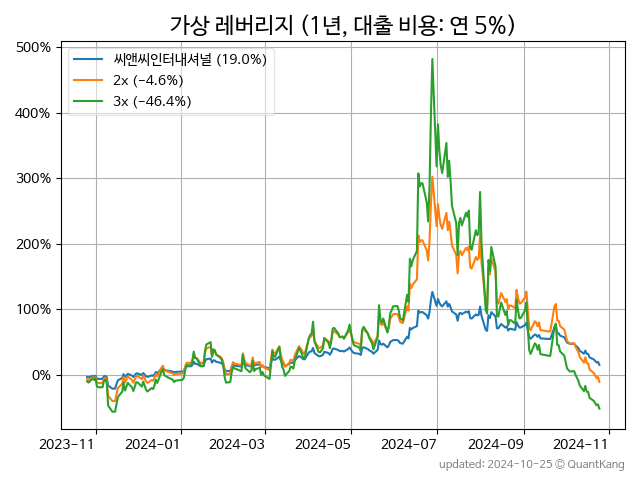 가상 레버리지 (1년, 대출 비용: 연 5%)
씨앤씨인터내셔널 (19.0%)
2x (-4.6%)
3x (-46.4%)
500%
400%
300%
200%
100%
0%
2023-11
2024-01
2024-03
2024-05
2024-07
2024-09
2024-11
updated: 2024-10-25 © QuantKang